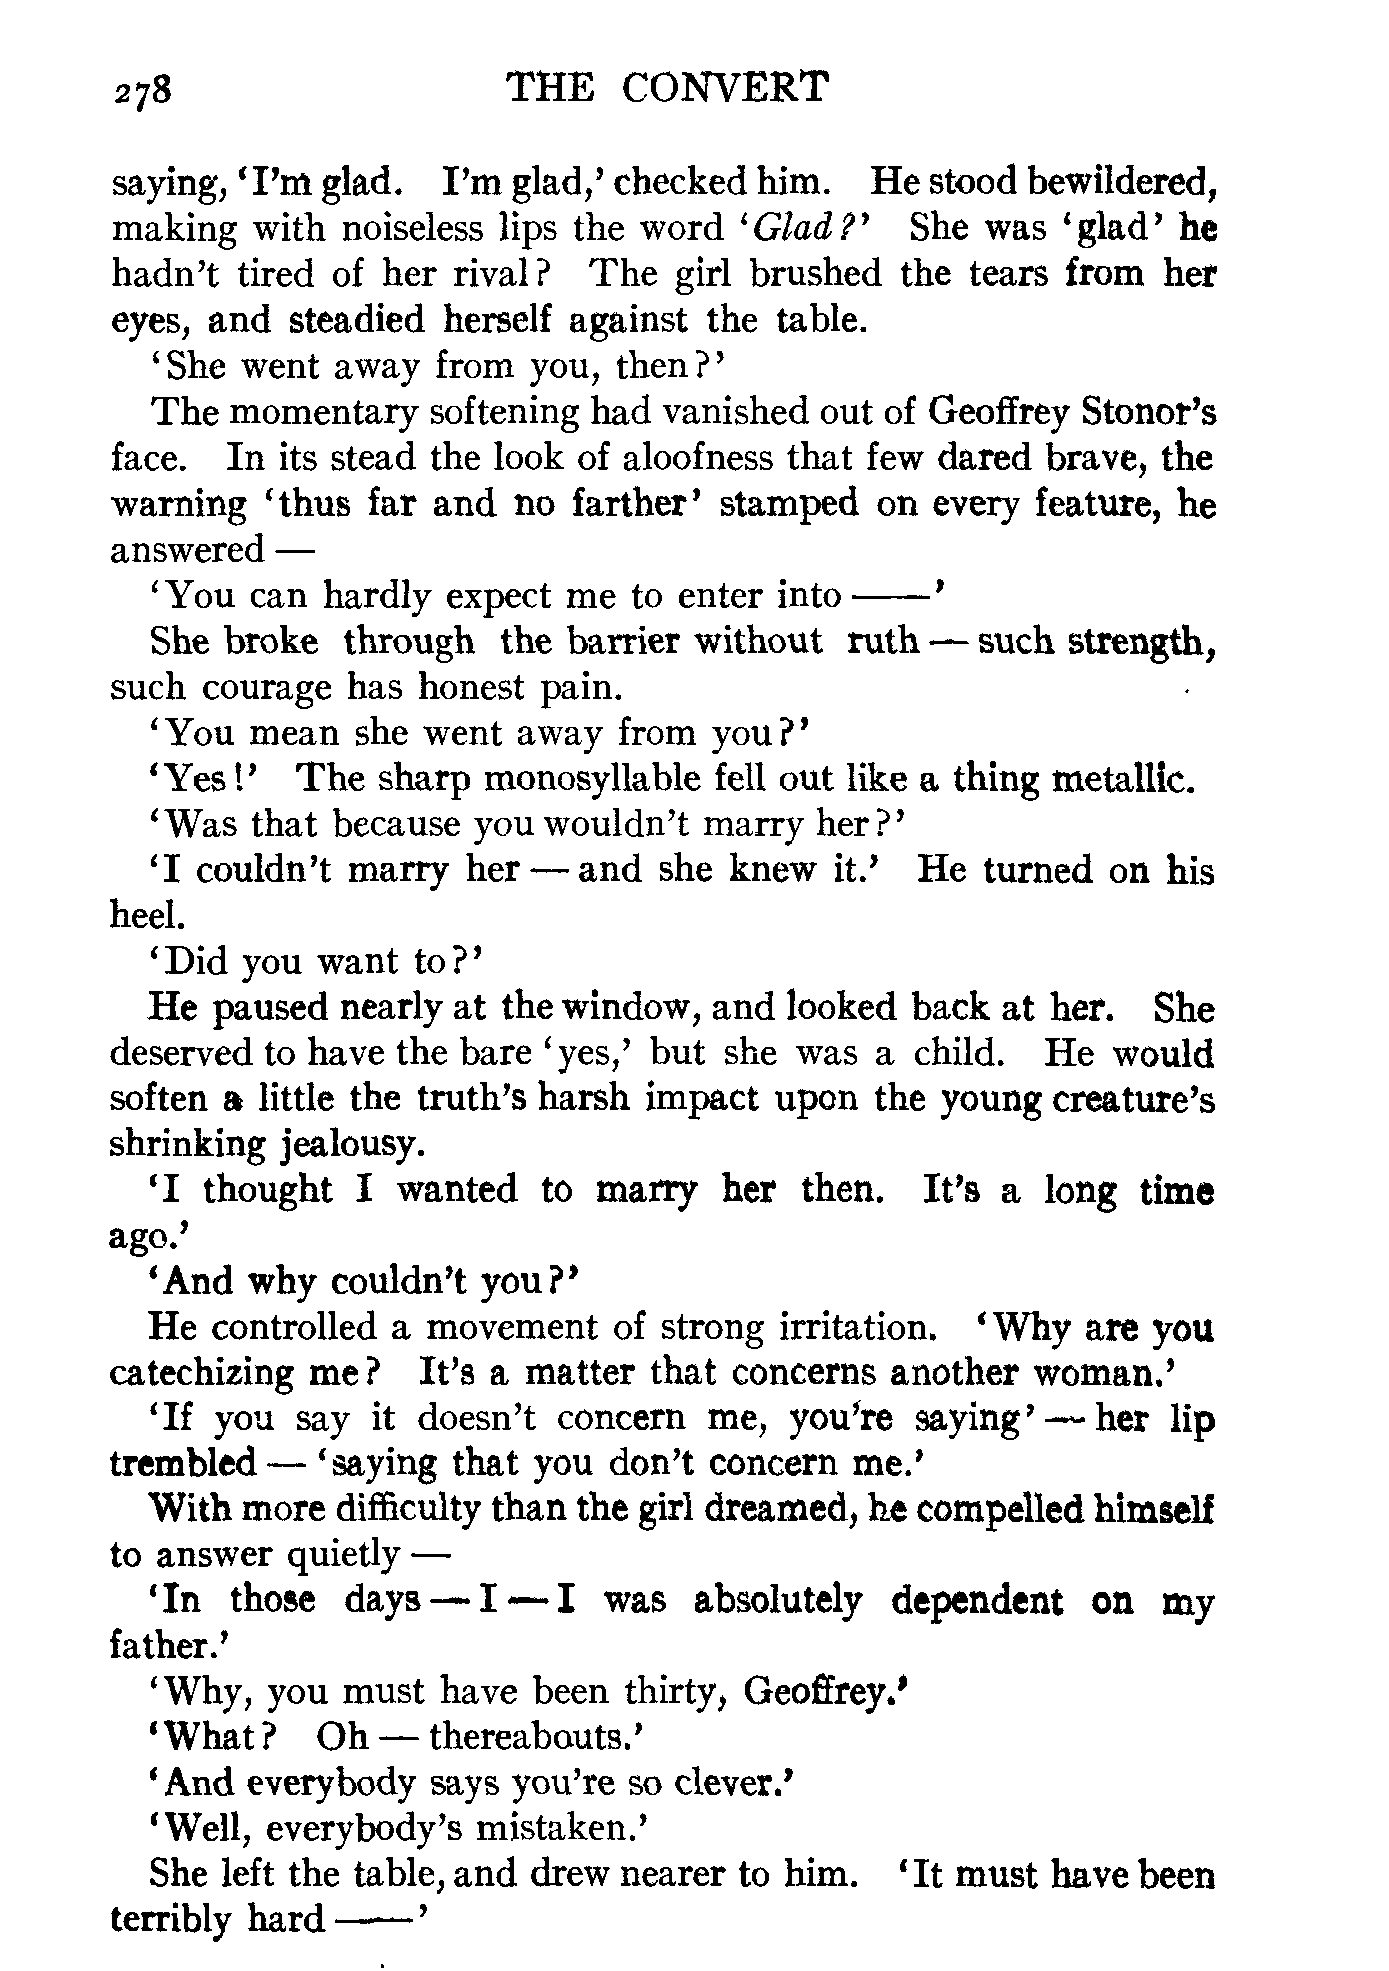 278 THE CONVERT
saying, ‘I’m glad. I’m glad,’ checked him. He stood bewildered,
making with noiseless lips the word ‘Glad?’ She was ‘glad’ he
hadn’t tired of her rival? The girl brushed the tears from her
eyes, and steadied herself against the table.
‘She went away from you, then?’
The momentary softening had vanished out of Geoffrey Stonor’s
face. In its stead the look of aloofness that few dared brave, the
warning ‘thus far and no farther’ stamped on every feature, he
answered —
‘You can hardly expect me to enter into ——’
She broke through the barrier without ruth — such strength,
such courage has honest pain.
‘You mean she went away from you?’
‘Yes!’ The sharp monosyllable fell out like a thing metallic.
‘Was that because you wouldn’t marry her?’
‘I couldn’t marry her — and she knew it.’ He turned on his
heel.
‘Did you want to?’
He paused nearly at the window, and looked back at her. She
deserved to have the bare ‘yes,’ but she was a child. He would
soften a little the truth’s harsh impact upon the young creature’s
shrinking jealousy.
‘I thought I wanted to marry her then. It’s a long time
ago.’
‘And why couldn’t you?’
He controlled a movement of strong irritation. ‘Why are you
catechizing me? It’s a matter that concerns another woman.’
‘If you say it doesn’t concern me, you’re saying’ — her lip
trembled — ‘saying that you don’t concern me.’
With more difficulty than the girl dreamed, he compelled himself
to answer quietly —
‘In those days — I — I was absolutely dependent on my
father.’
‘Why, you must have been thirty, Geoffrey.’
‘What? Oh — thereabouts.’
‘And everybody says you’re so clever.’
‘Well, everybody’s mistaken.’
She left the table, and drew nearer to him. ‘It must have been
terribly hard ——’